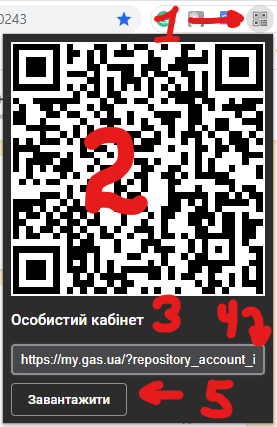 0243
1
2
Особистий кабінет
3
4
https://my.gas.ua/?repository_account_i
Завантажити
5